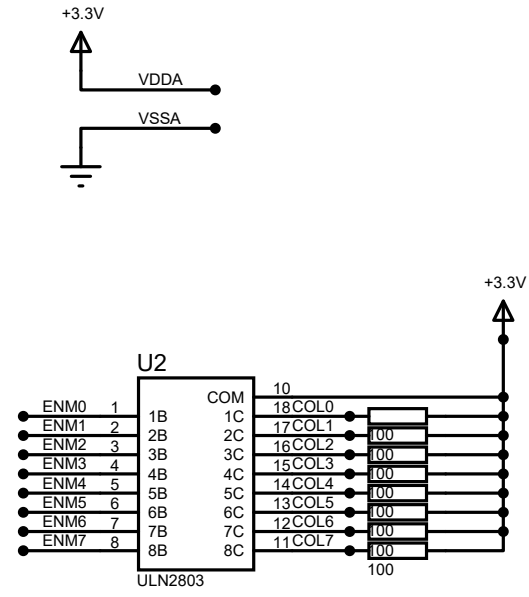 +3.3V
VDDA
VSSA
+3.3V
U2
COM 10
ENM0 1 1B 1C 18 COL0
ENM1 2 2B 2C 17 COL1 100
ENM2 3 3B 3C 16 COL2 100
ENM3 4 4B 4C 15 COL3 100
ENM4 5 5B 5C 14 COL4 100
ENM5 6 6B 6C 13 COL5 100
ENM6 7 7B 7C 12 COL6 100
ENM7 8 8B 8C 11 COL7 100
100
ULN2803